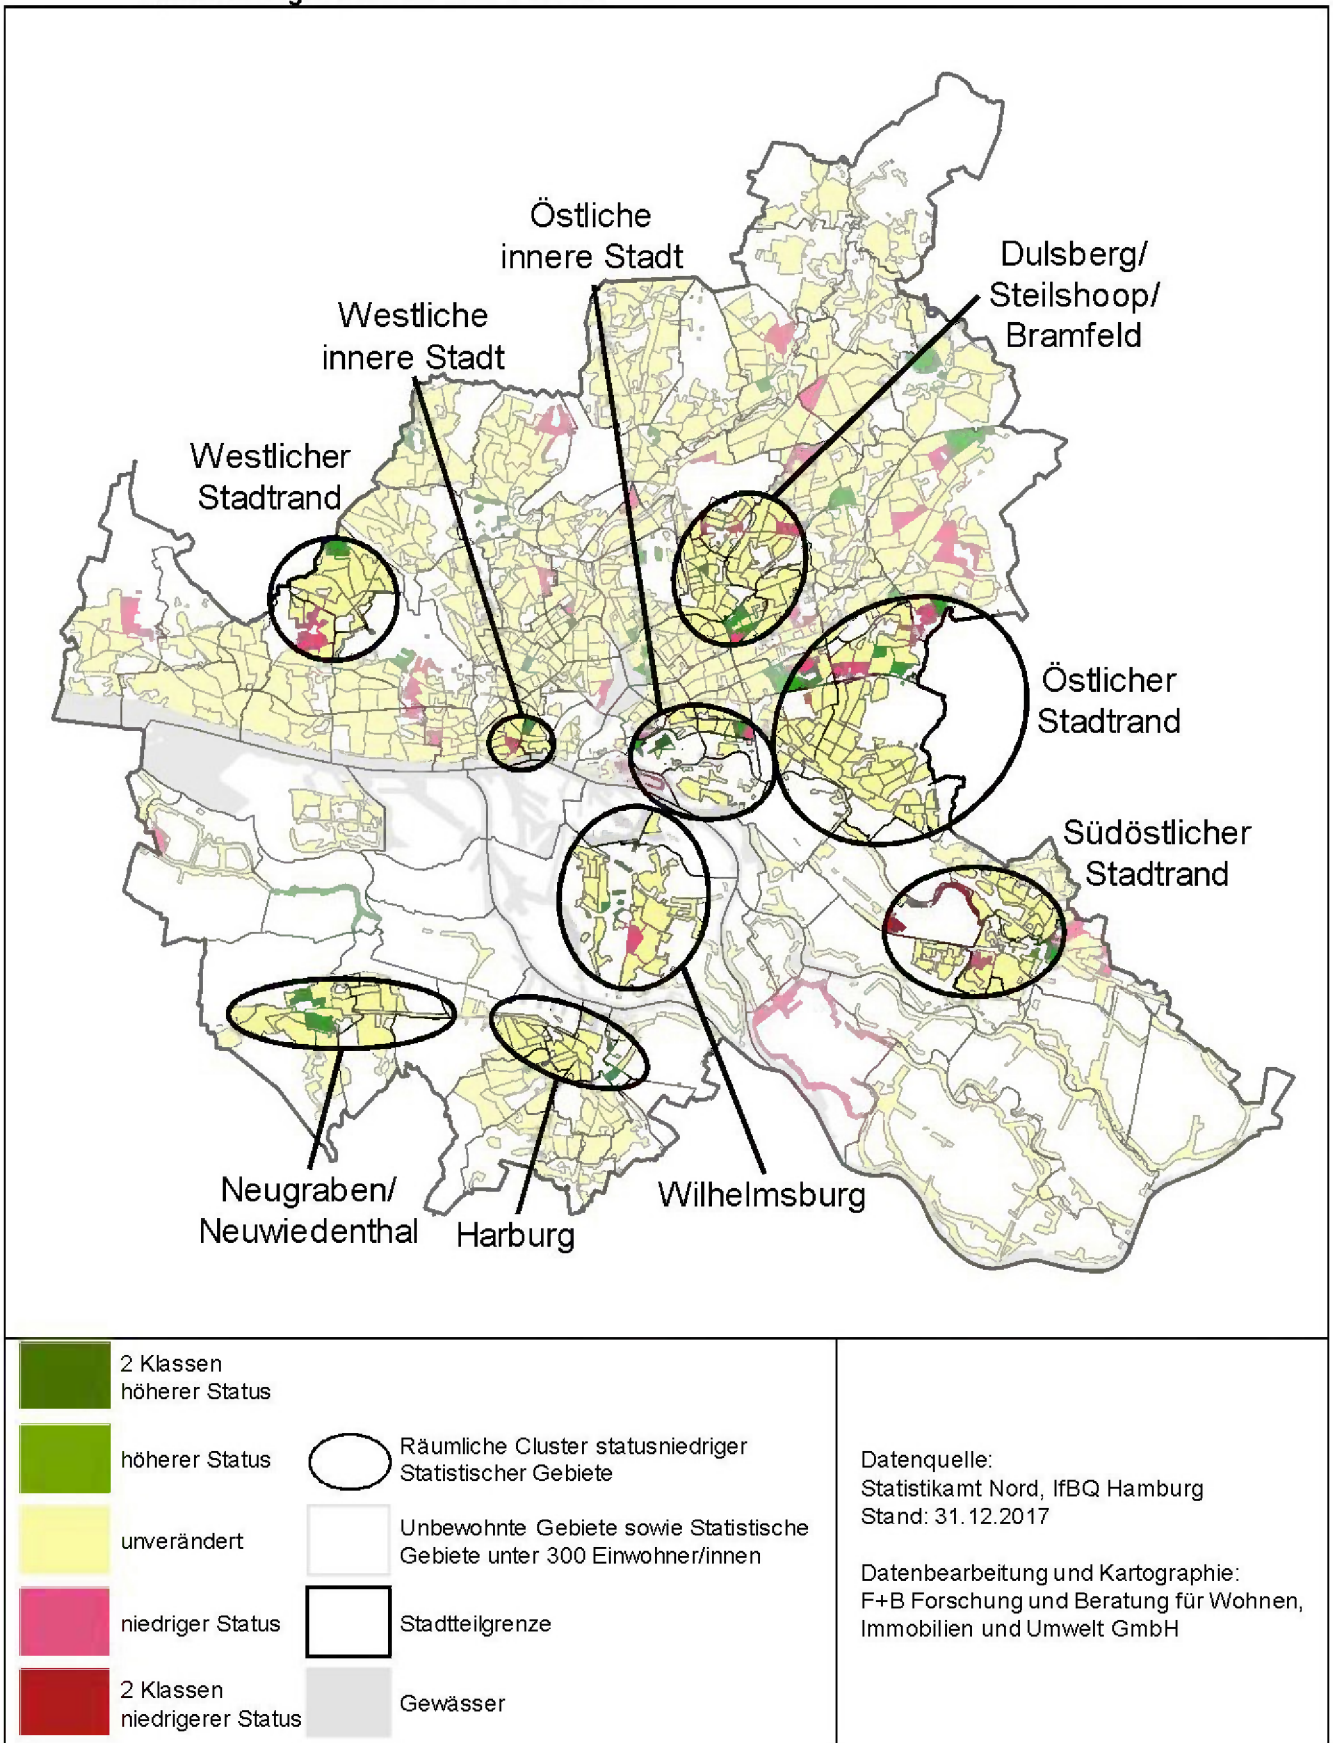 Östliche
innere Stadt
Dulsberg/
Steilshoop/
Bramfeld
Westliche
innere Stadt
Westlicher
Stadtrand
Östlicher
Stadtrand
Südöstlicher
Stadtrand
Neugraben/
Neuwiedenthal
Harburg
Wilhelmsburg
2 Klassen
höherer Status
höherer Status
unverändert
niedriger Status
2 Klassen
niedrigerer Status
Räumliche Cluster statusniedriger
Statistischer Gebiete
Unbewohnte Gebiete sowie Statistische
Gebiete unter 300 Einwohner/innen
Stadtteilgrenze
Gewässer
Datenquelle:
Statistikamt Nord, IfBQ Hamburg
Stand: 31.12.2017
Datenbearbeitung und Kartographie:
F+B Forschung und Beratung für Wohnen,
Immobilien und Umwelt GmbH